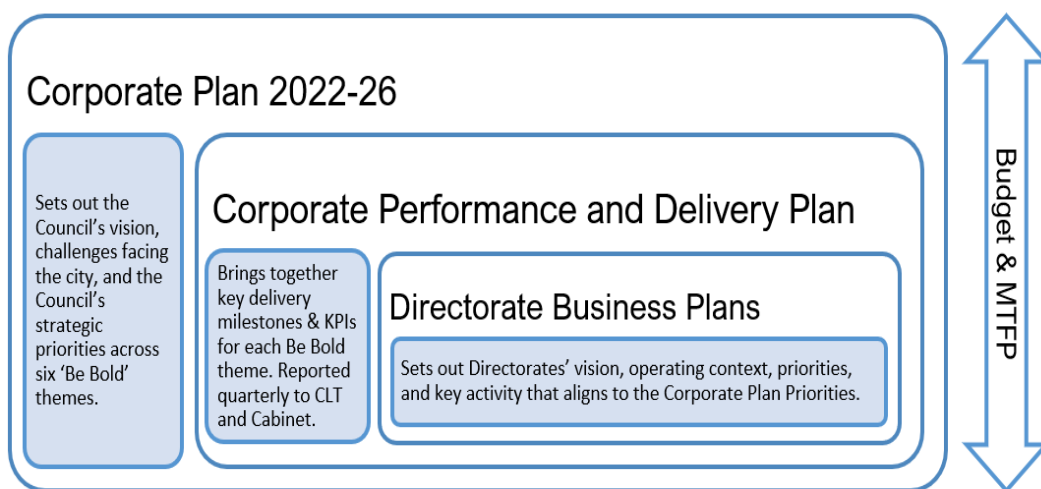 Corporate Plan 2022-26
Sets out the
Council’s vision,
challenges facing
the city, and the
Council’s
strategic
priorities across
six ‘Be Bold’
themes.
Corporate Performance and Delivery Plan
Brings together
key delivery
milestones & KPIs
for each Be Bold
theme. Reported
quarterly to CLT
and Cabinet.
Directorate Business Plans
Sets out Directorates’ vision, operating context, priorities,
and key activity that aligns to the Corporate Plan Priorities.
Budget & MTFP